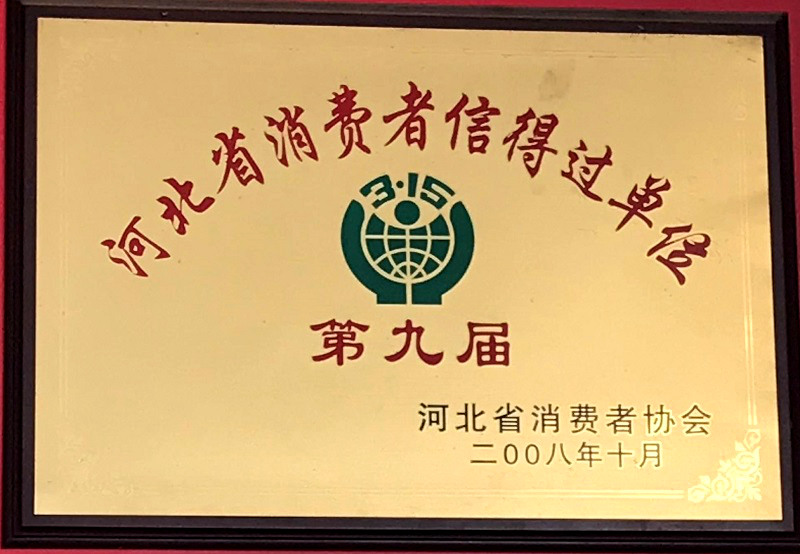 河北省消费者信得过单位
3·15
第九届
河北省消费者协会
二00八年十月